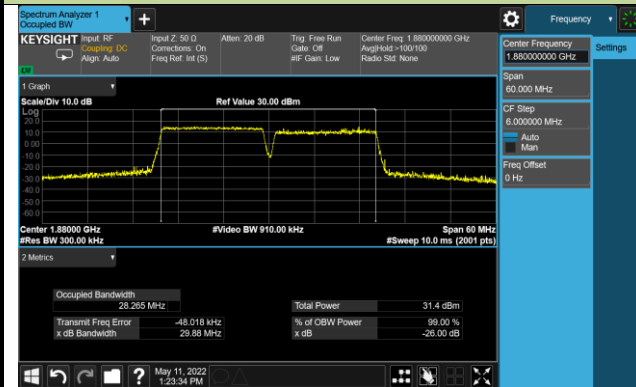 Spectrum Analyzer 1
Occupied BW
+
Frequency
KEYSIGHT
Input: RF
Coupling: DC
Align: Auto
Input Z: 50 Ω
Corrections: On
Freq Ref: Int (S)
Atten: 20 dB
Trig: Free Run
Gate: Off
#IF Gain: Low
Center Freq: 1.880000000 GHz
Avg|Hold:>100/100
Radio Std: None
Center Frequency
1.880000000 GHz
Settings
Span
60.000 MHz
CF Step
6.000000 MHz
Auto
Man
Freq Offset
0 Hz
1 Graph
Scale/Div 10.0 dB
Ref Value 30.00 dBm
Log
20.0
10.0
0.00
-10.0
-20.0
-30.0
-40.0
-50.0
-60.0
Center 1.88000 GHz
#Video BW 910.00 kHz
Span 60 MHz
#Res BW 300.00 kHz
#Sweep 10.0 ms (2001 pts)
2 Metrics
Occupied Bandwidth
28.265 MHz
Total Power
31.4 dBm
Transmit Freq Error
-48.018 kHz
% of OBW Power
99.00 %
x dB Bandwidth
29.88 MHz
x dB
-26.00 dB
?
May 11, 2022
1:23:34 PM